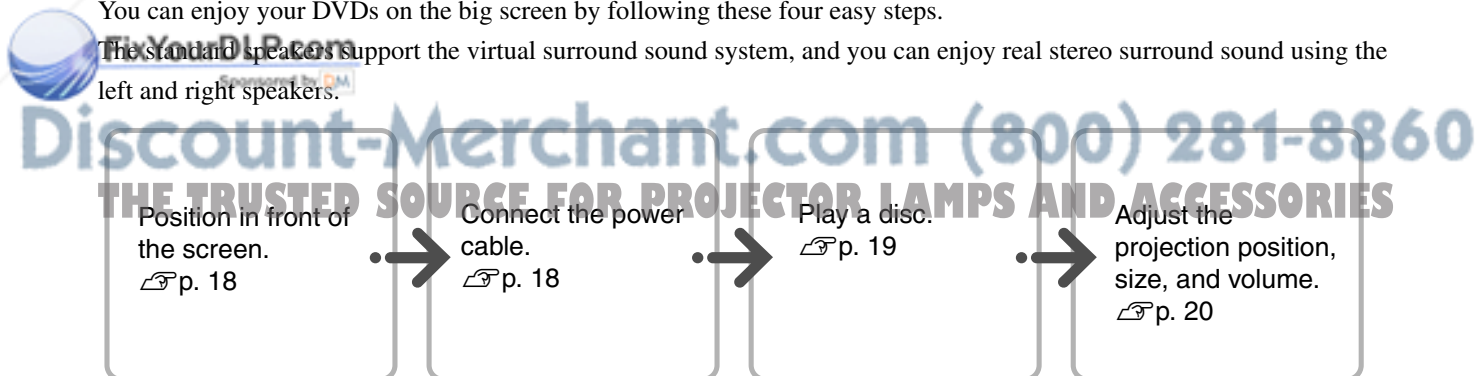 You can enjoy your DVDs on the big screen by following these four easy steps.
FixYourDLP.com
The standard speakers support the virtual surround sound system, and you can enjoy real stereo surround sound using the
Sponsored by DM
left and right speakers.
Discount-Merchant.com (800) 281-8860
THE TRUSTED SOURCE FOR PROJECTOR LAMPS AND ACCESSORIES
Position in front of
the screen.
☞p. 18
Connect the power
cable.
☞p. 18
Play a disc.
☞p. 19
Adjust the
projection position,
size, and volume.
☞p. 20